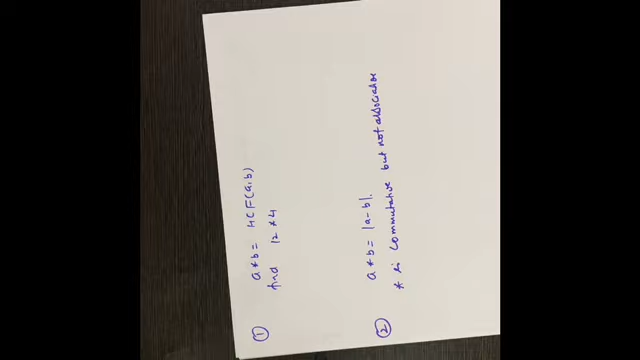 ① a * b = HCF(a, b)
find 12 * 4
② a * b = |a - b|.
* is commutative but not associative